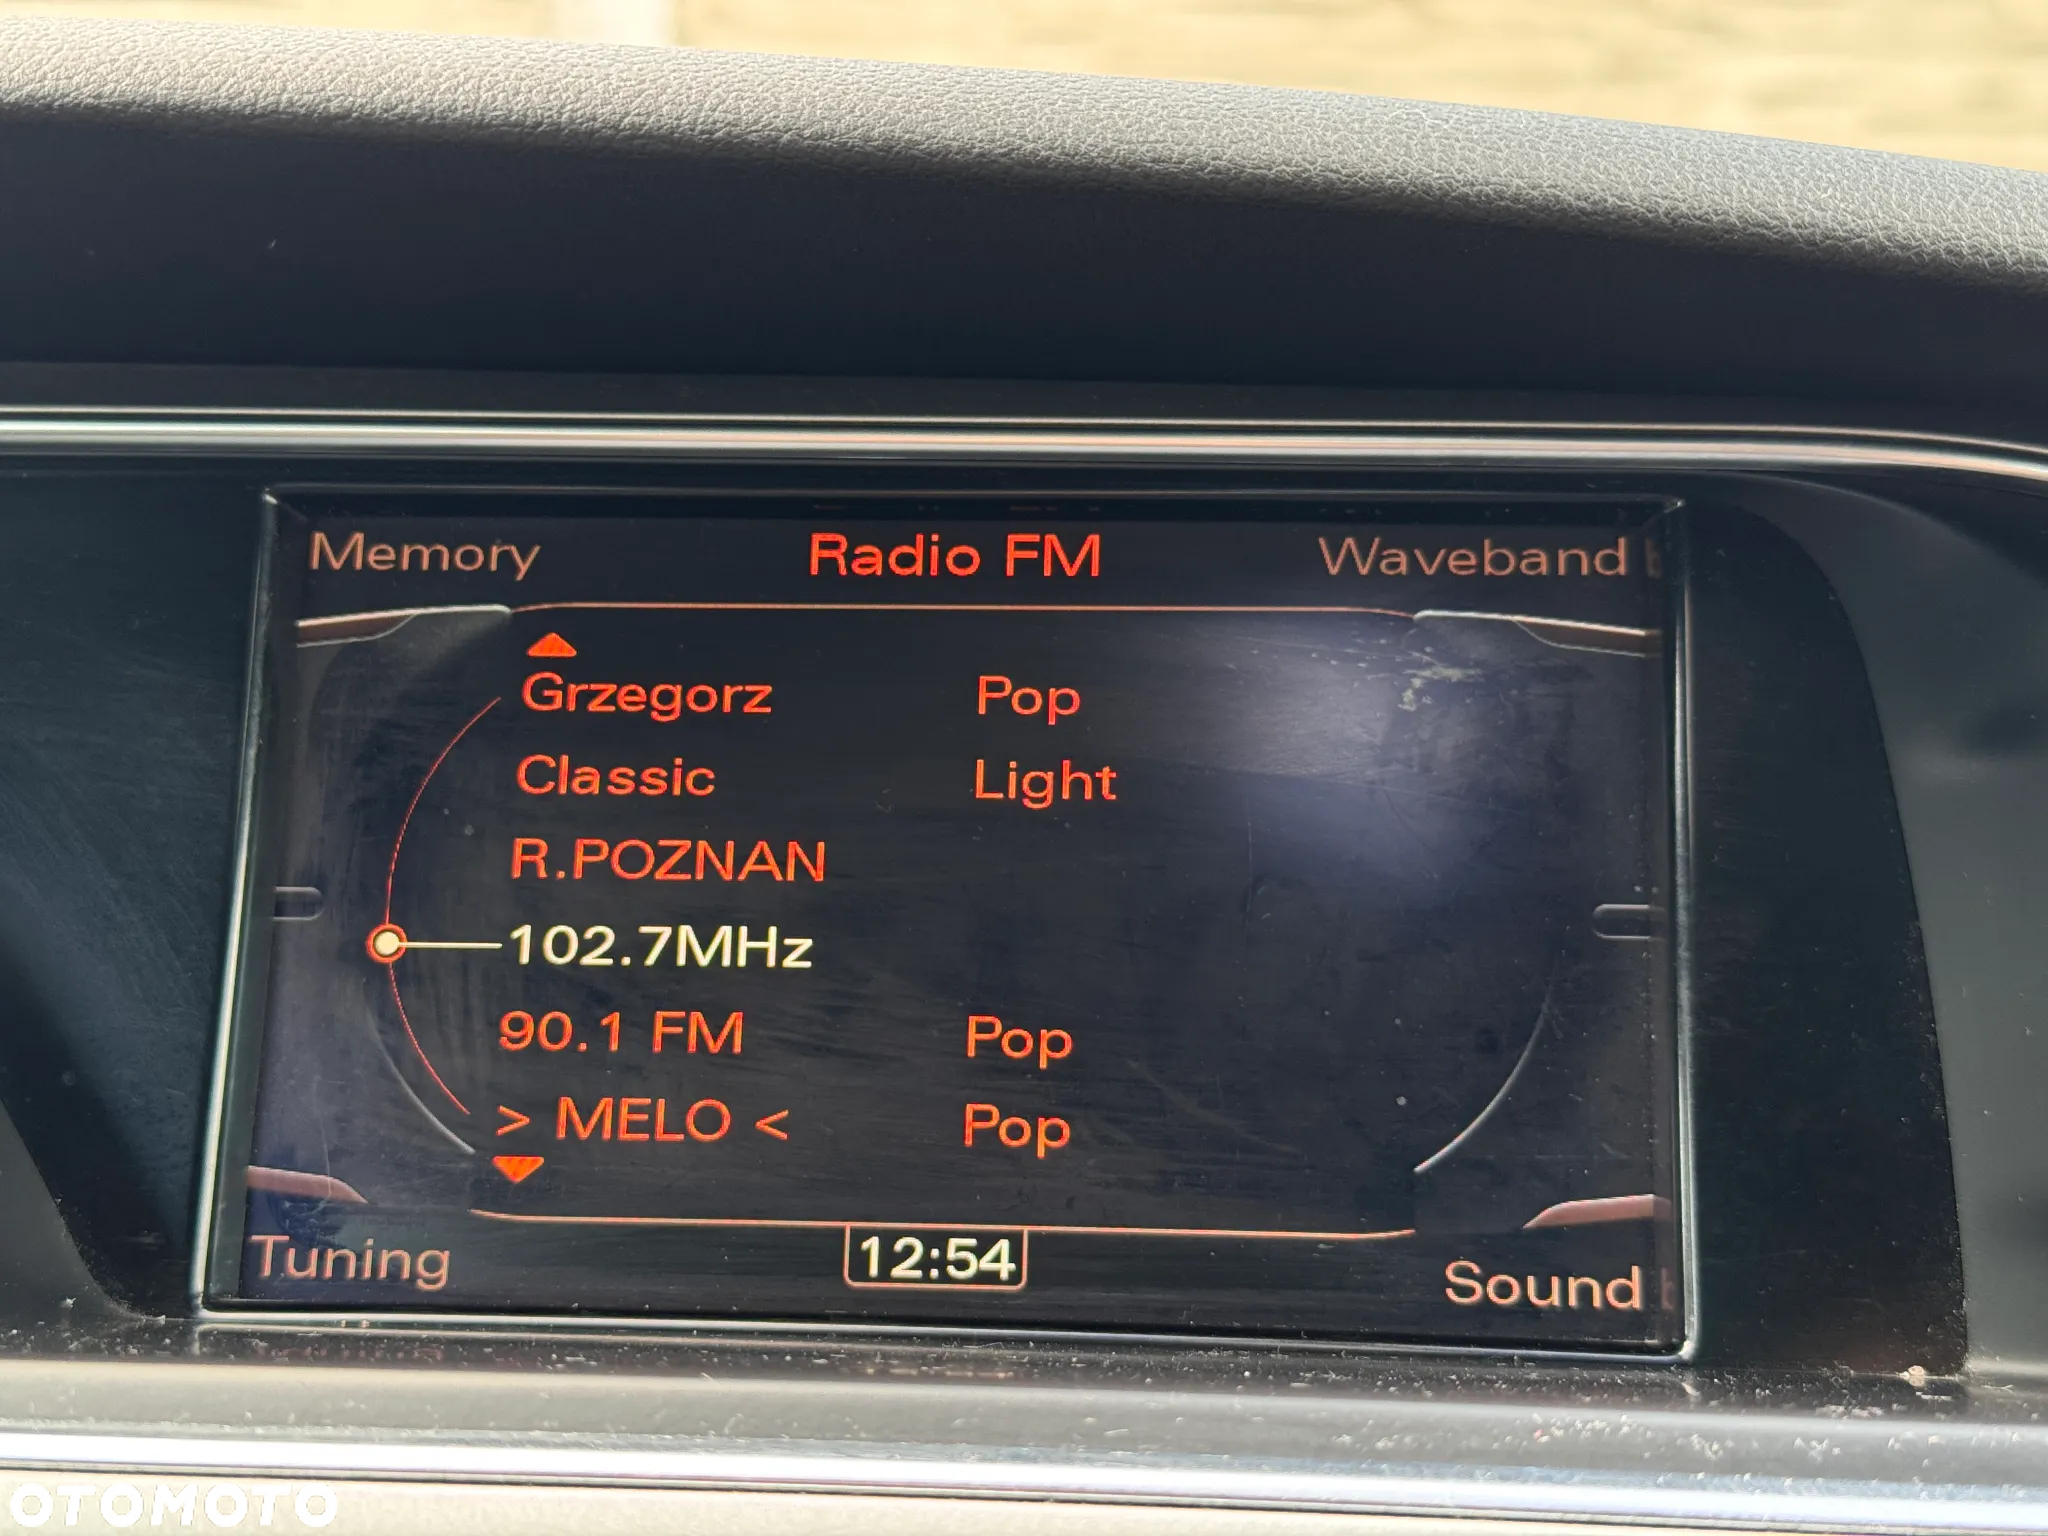 Memory Radio FM Waveband
Grzegorz Pop
Classic Light
R.POZNAN
102.7MHz
90.1 FM Pop
> MELO < Pop
Tuning 12:54 Sound
OTOMOTO